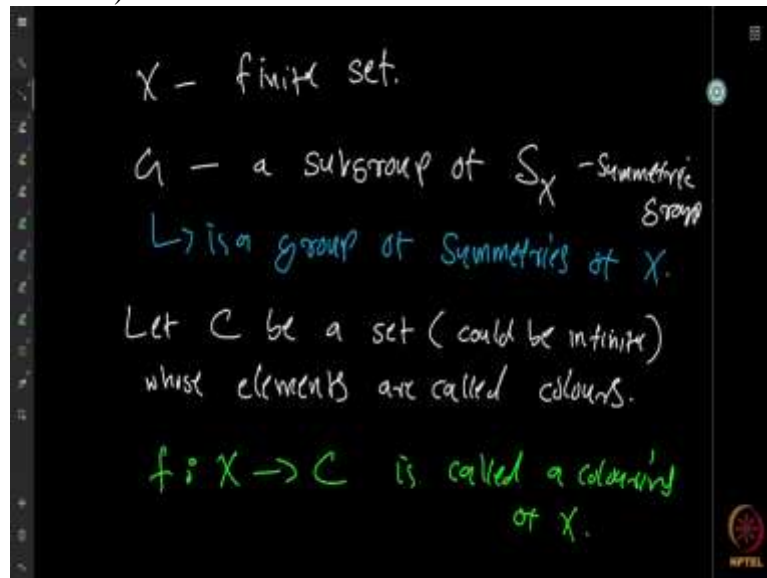 X – finite set.
G – a subgroup of S_X – Symmetric
Group
↳ is a group of Symmetries of X.
Let C be a set (could be infinite)
whose elements are called colours.
f : X → C is called a colouring
of X.
NPTEL